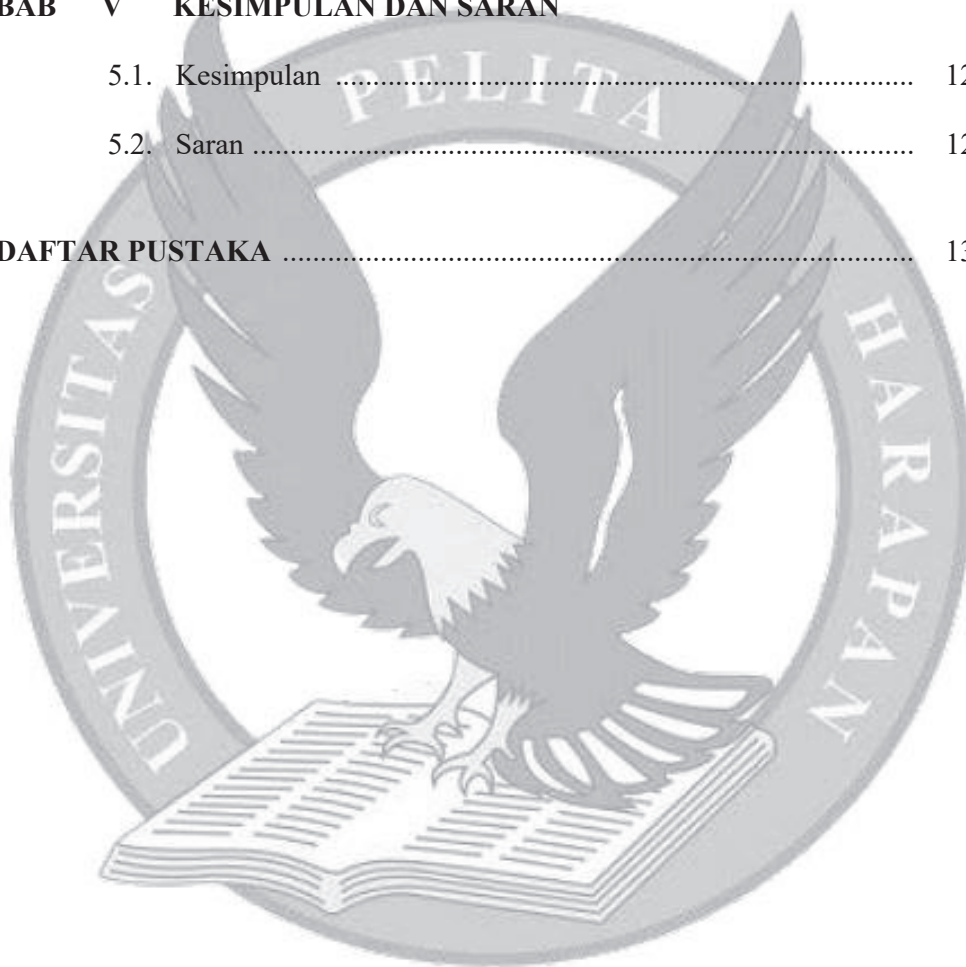 BAB V KESIMPULAN DAN SARAN
5.1. Kesimpulan ........................................................................... 12
5.2. Saran ..................................................................................... 12
DAFTAR PUSTAKA ................................................................................. 13
UNIVERSITAS PELITA HARAPAN